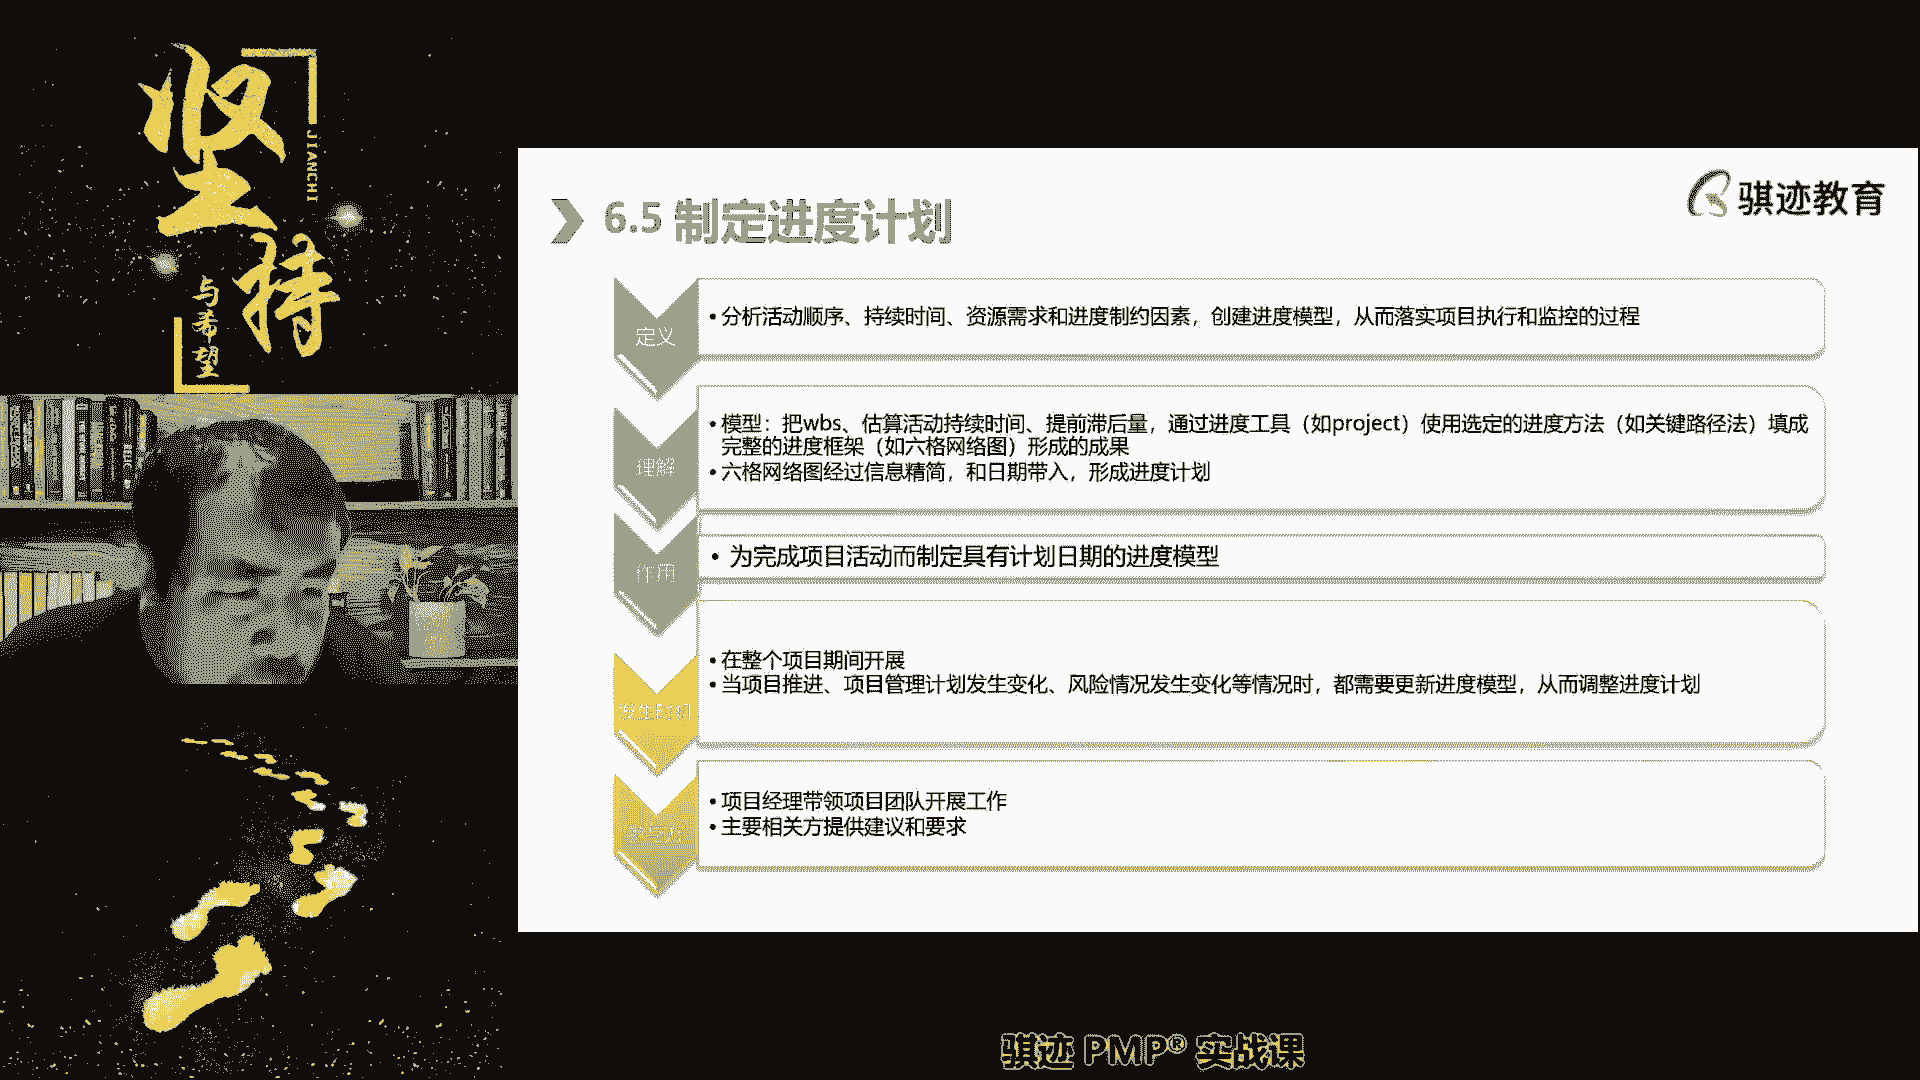 坚持
JIANCHI
与希望
骐迹教育
6.5 制定进度计划
定义
• 分析活动顺序、持续时间、资源需求和进度制约因素，创建进度模型，从而落实项目执行和监控的过程
理解
• 模型：把wbs、估算活动持续时间、提前滞后量，通过进度工具（如project）使用选定的进度方法（如关键路径法）填成
完整的进度框架（如六格网络图）形成的成果
• 六格网络图经过信息精简，和日期带入，形成进度计划
作用
• 为完成项目活动而制定具有计划日期的进度模型
发生时机
• 在整个项目期间开展
• 当项目推进、项目管理计划发生变化、风险情况发生变化等情况时，都需要更新进度模型，从而调整进度计划
• 项目经理带领项目团队开展工作
• 主要相关方提供建议和要求
骐迹 PMP® 实战课